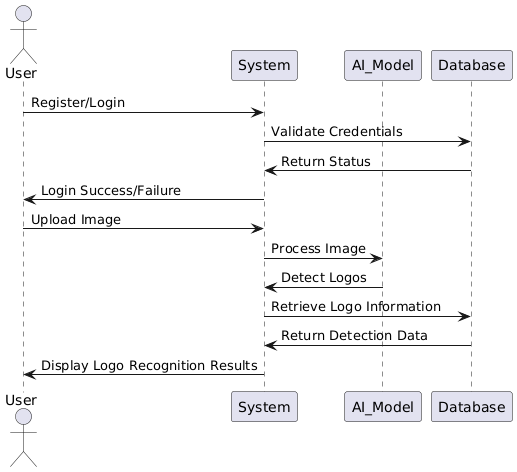 User
System
AI_Model
Database
Register/Login
Validate Credentials
Return Status
Login Success/Failure
Upload Image
Process Image
Detect Logos
Retrieve Logo Information
Return Detection Data
Display Logo Recognition Results
User
System
AI_Model
Database